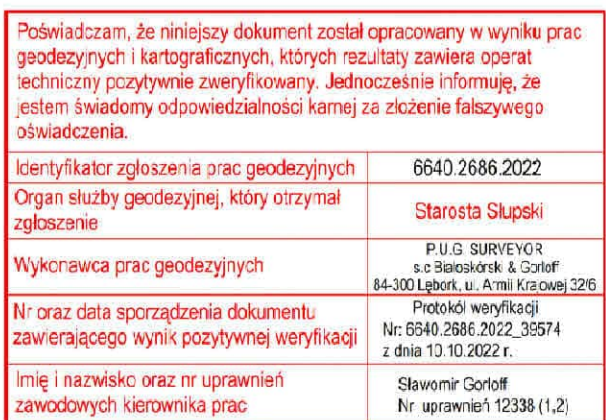 Poświadczam, że niniejszy dokument został opracowany w wyniku prac
geodezyjnych i kartograficznych, których rezultaty zawiera operat
techniczny pozytywnie zweryfikowany. Jednocześnie informuję, że
jestem świadomy odpowiedzialności karnej za złożenie fałszywego
oświadczenia.
Identyfikator zgłoszenia prac geodezyjnych 6640.2686.2022
Organ służby geodezyjnej, który otrzymał
zgłoszenie
Starosta Słupski
Wykonawca prac geodezyjnych
P.U.G. SURVEYOR
s.c Białoskórski & Gorloff
84-300 Lębork, ul. Armii Krajowej 32/6
Nr oraz data sporządzenia dokumentu
zawierającego wynik pozytywnej weryfikacji
Protokół weryfikacji
Nr: 6640.2686.2022_39574
z dnia 10.10.2022 r.
Imię i nazwisko oraz nr uprawnień
zawodowych kierownika prac
Sławomir Gorloff
Nr uprawnień 12338 (1,2)